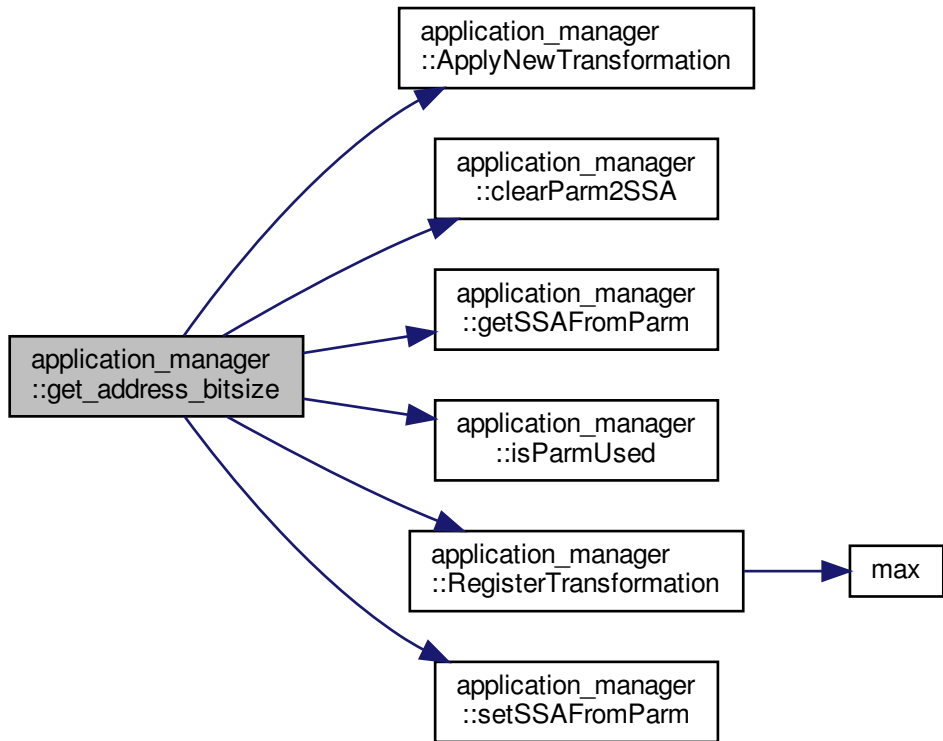 application_manager
::ApplyNewTransformation
application_manager
::clearParm2SSA
application_manager
::getSSAFromParm
application_manager
::get_address_bitsize
application_manager
::isParmUsed
application_manager
::RegisterTransformation
max
application_manager
::setSSAFromParm